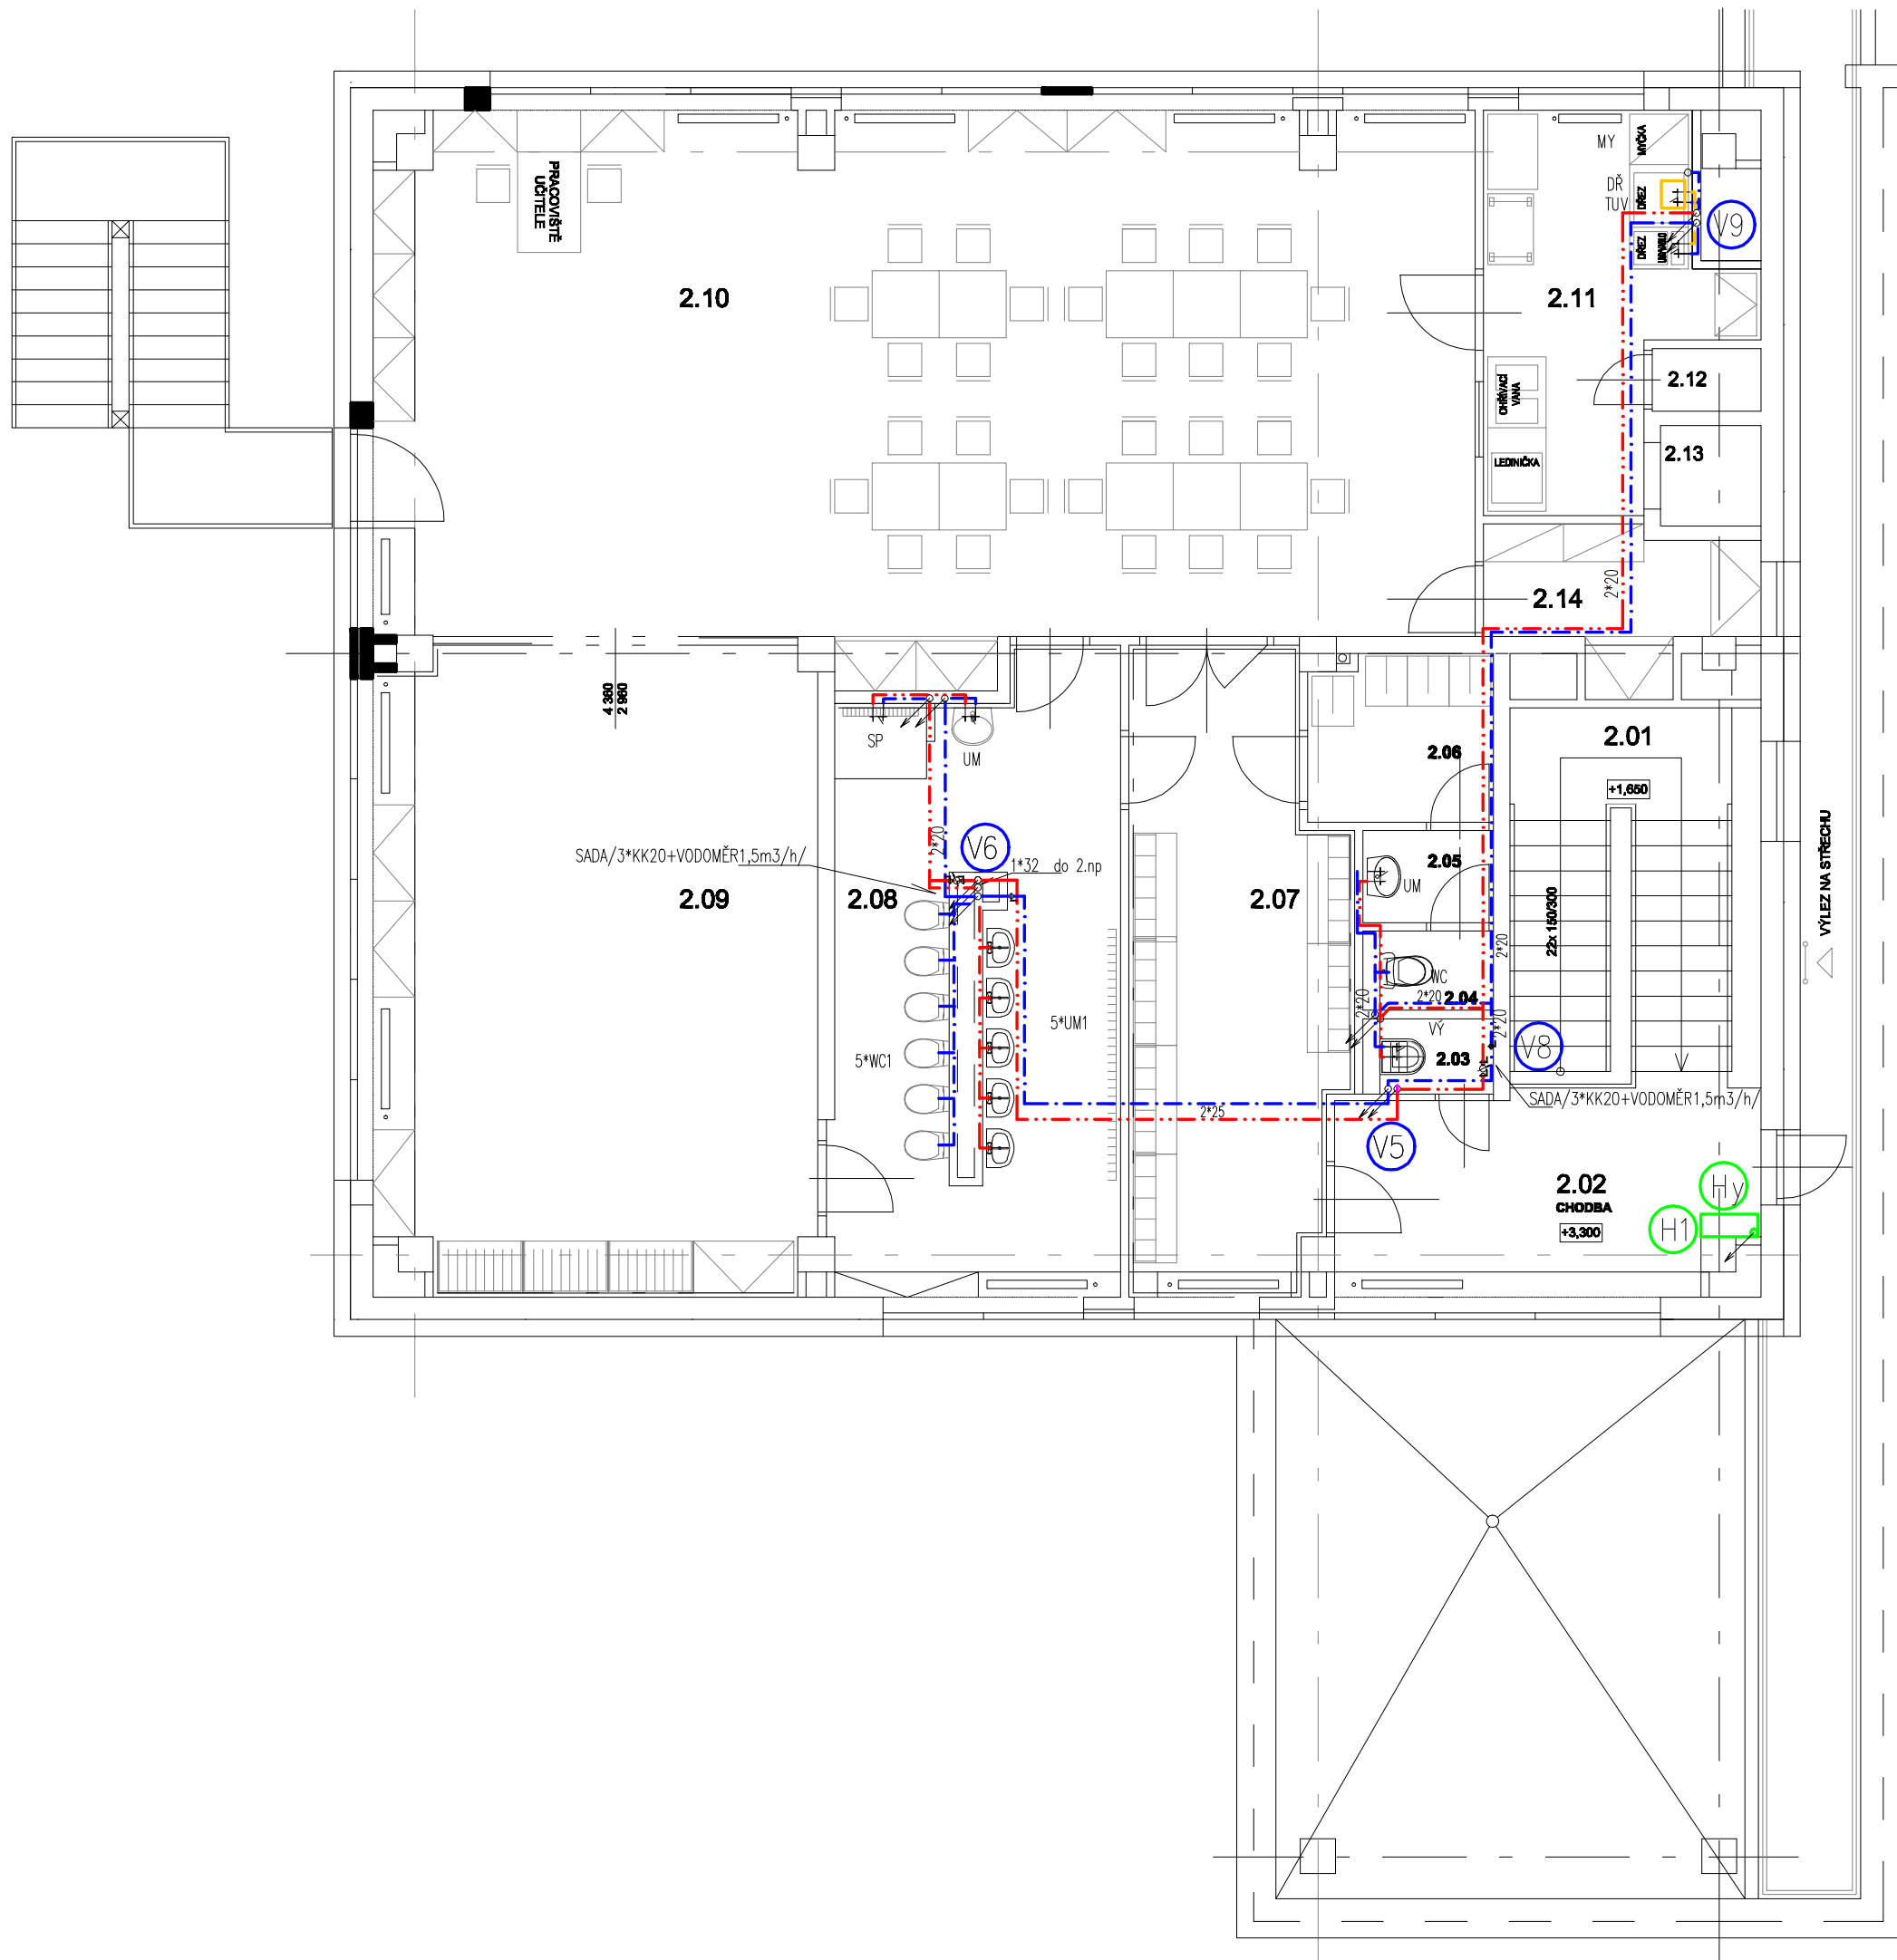 MY
MYČKA
PRACOVIŠTĚ
UČITELE
DŘ
TUV
DŘEZ
V9
DŘEZ
UMYVADLO
2.10
2.11
2.12
OHŘÍVACÍ
VANA
2.13
LEDNIČKA
2*20
2.14
4 360
2 960
SP
UM
2.01
2.06
+1,650
2*20
V6
SADA/3*KK20+VODOMĚR1,5m3/h/
1*32 do 2.np
2.05
UM
VÝLEZ NA STŘECHU
2.09
2.08
2.07
22x 150/300
2*20
WC
2*20
2.04
2*20
2*20
5*UM1
VÝ
2.03
V8
5*WC1
SADA/3*KK20+VODOMĚR1,5m3/h/
2*25
V5
2.02
CHODBA
+3,300
Hy
H1